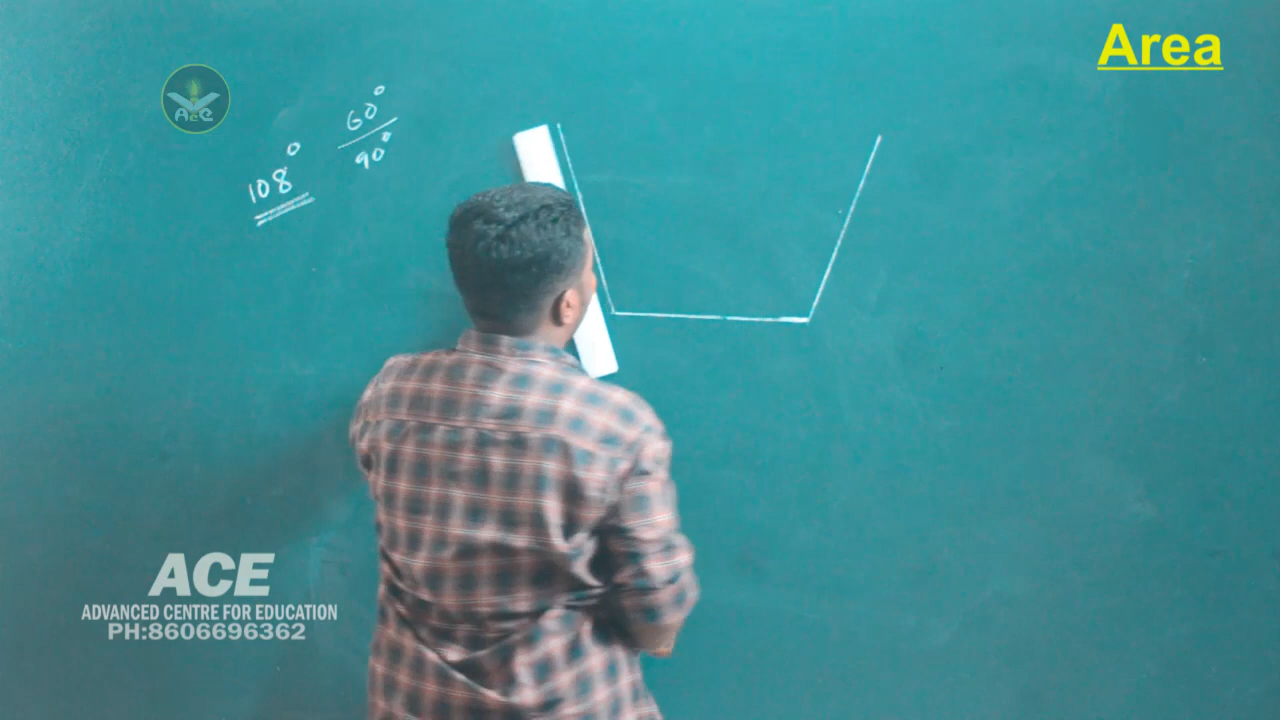 Area
AcE
60°
90°
108°
ACE
ADVANCED CENTRE FOR EDUCATION
PH:8606696362